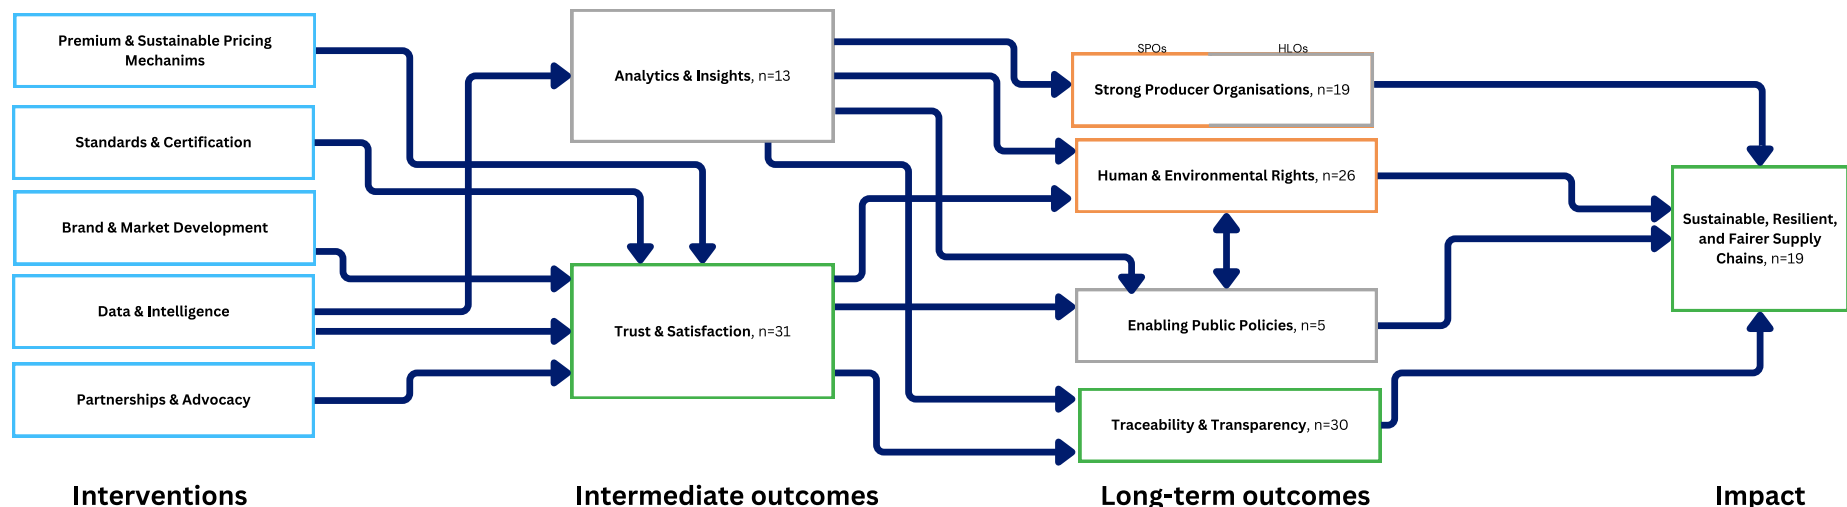 Premium & Sustainable Pricing
Mechanims
Standards & Certification
Brand & Market Development
Data & Intelligence
Partnerships & Advocacy
Interventions
Analytics & Insights, n=13
Trust & Satisfaction, n=31
Intermediate outcomes
SPOs HLOs
Strong Producer Organisations, n=19
Human & Environmental Rights, n=26
Enabling Public Policies, n=5
Traceability & Transparency, n=30
Long-term outcomes
Sustainable, Resilient,
and Fairer Supply
Chains, n=19
Impact